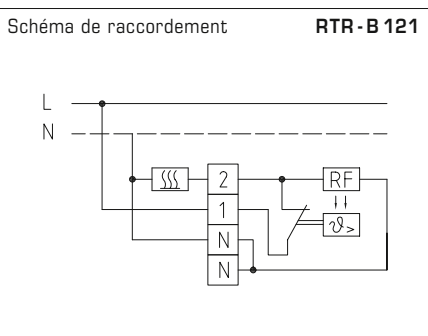 Schéma de raccordement RTR-B 121
L
N
2 RF
1
ϑ>
N
N